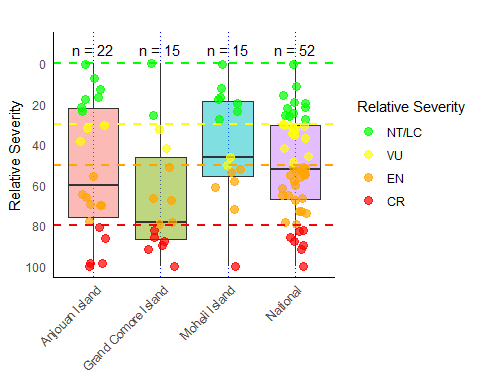 n = 22 n = 15 n = 15 n = 52
0
20
40
60
80
100
Relative Severity
Anjouan Island
Grand Comore Island
Moheli Island
National
Relative Severity
NT/LC
VU
EN
CR